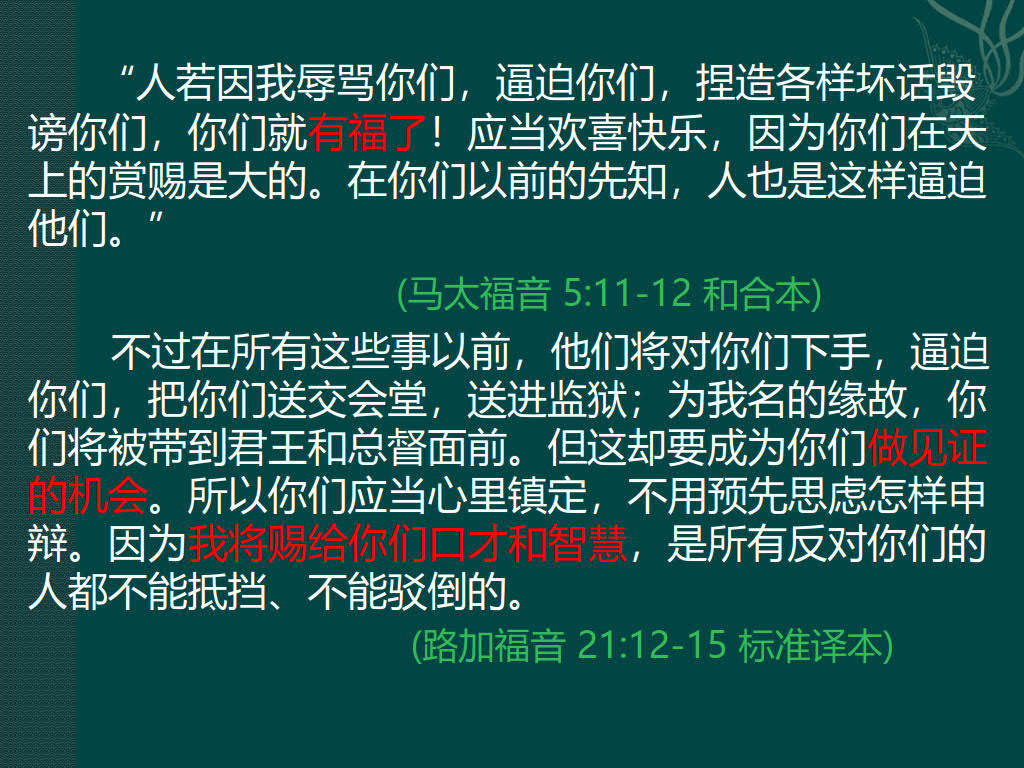 “人若因我辱骂你们，逼迫你们，捏造各样坏话毁
谤你们，你们就有福了！应当欢喜快乐，因为你们在天
上的赏赐是大的。在你们以前的先知，人也是这样逼迫
他们。”
(马太福音 5:11-12 和合本)
不过在所有这些事以前，他们将对你们下手，逼迫
你们，把你们送交会堂，送进监狱；为我名的缘故，你
们将被带到君王和总督面前。但这却要成为你们做见证
的机会。所以你们应当心里镇定，不用预先思虑怎样申
辩。因为我将赐给你们口才和智慧，是所有反对你们的
人都不能抵挡、不能驳倒的。
(路加福音 21:12-15 标准译本)